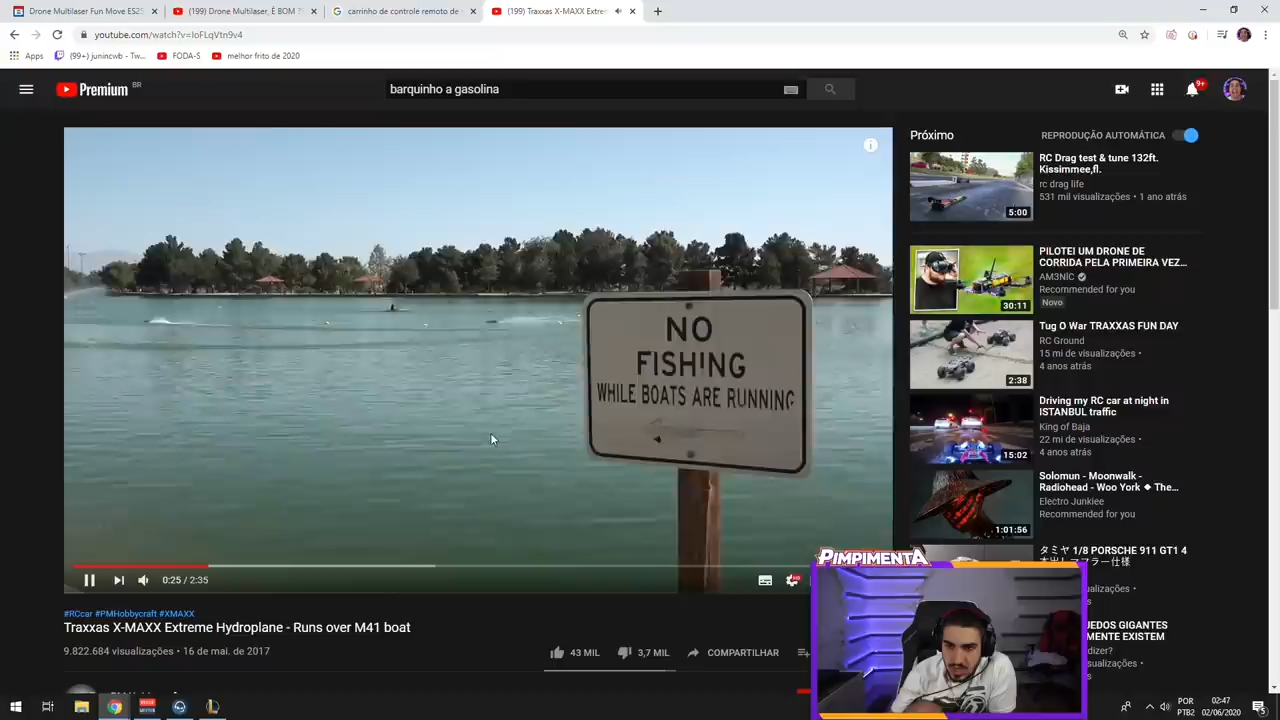 Drone Multilaser Fun Move ES25
(199) Drone Multilaser, É BOM ?
carrinho de controle remoto de
(199) Traxxas X-MAXX Extrem
youtube.com/watch?v=IoFLqVtn9v4
Apps
(99+) junincwb - Tw...
FODA-S
melhor frito de 2020
Premium BR
barquinho a gasolina
9+
NO
FISHING
WHILE BOATS ARE RUNNING
0:25 / 2:35
#RCcar #PMHobbycraft #XMAXX
Traxxas X-MAXX Extreme Hydroplane - Runs over M41 boat
9.822.684 visualizações • 16 de mai. de 2017
43 MIL
3,7 MIL
COMPARTILHAR
Próximo
REPRODUÇÃO AUTOMÁTICA
RC Drag test & tune 132ft.
Kissimmee,fl.
rc drag life
531 mil visualizações • 1 ano atrás
5:00
PILOTEI UM DRONE DE
CORRIDA PELA PRIMEIRA VEZ...
AM3NlC
Recommended for you
Novo
30:11
Tug O War TRAXXAS FUN DAY
RC Ground
15 mi de visualizações •
4 anos atrás
2:38
Driving my RC car at night in
ISTANBUL traffic
King of Baja
22 mi de visualizações •
4 anos atrás
15:02
Solomun - Moonwalk -
Radiohead - Woo York ◆ The...
Electro Junkiee
Recommended for you
1:01:56
タミヤ 1/8 PORSCHE 911 GT1 4
PIMPIMENTA
POR
PTB2
02:47
02/06/2020